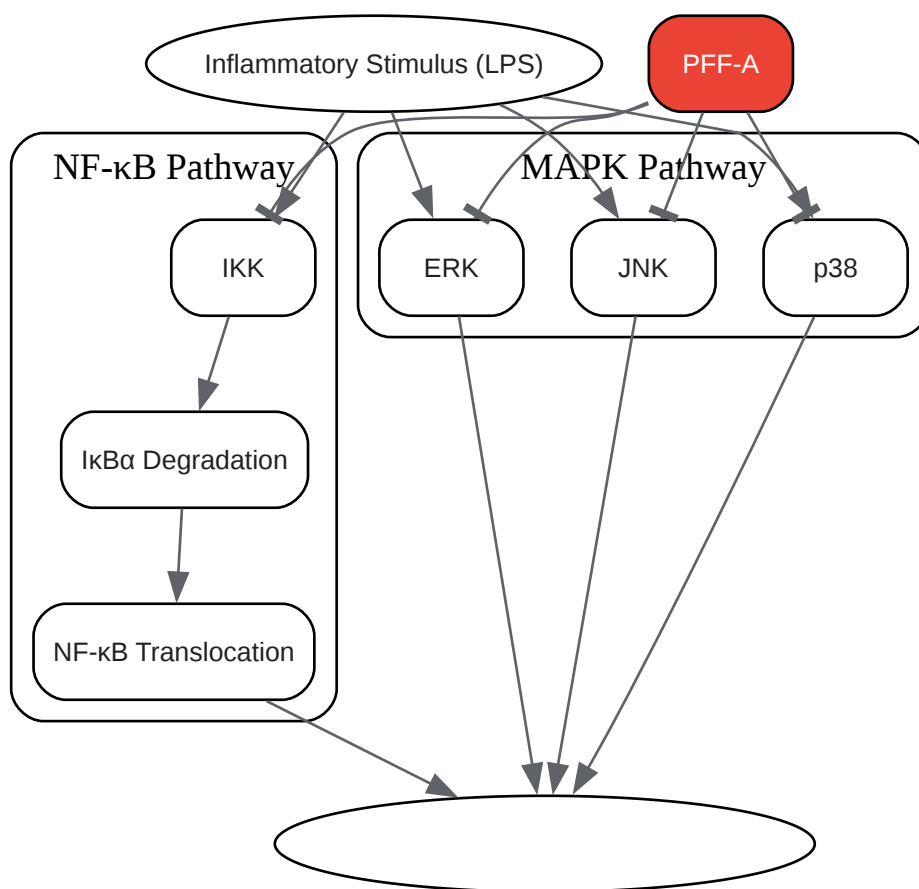 Inflammatory Stimulus (LPS)
PFF-A
NF-κB Pathway
MAPK Pathway
IKK
ERK
JNK
p38
IκBα Degradation
NF-κB Translocation